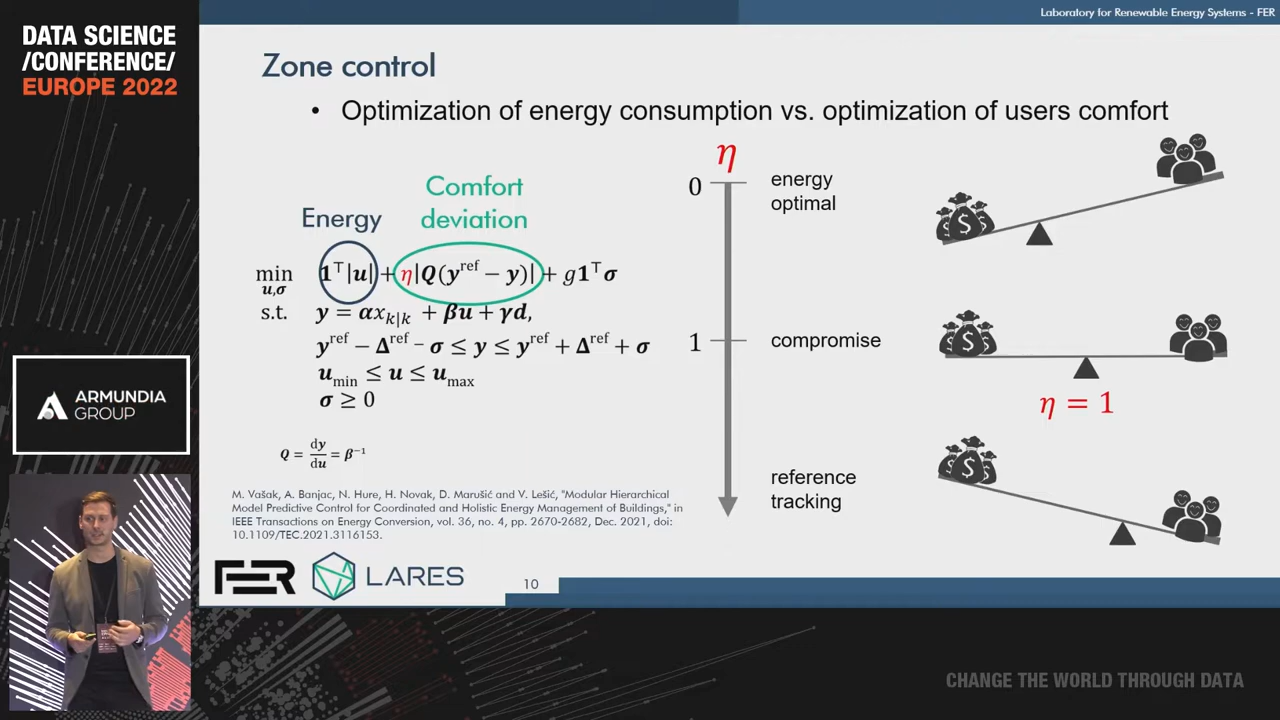 Laboratory for Renewable Energy Systems - FER
DATA SCIENCE
/CONFERENCE/
EUROPE 2022
Zone control
• Optimization of energy consumption vs. optimization of users comfort
η
0
energy
optimal
1
compromise
η = 1
reference
tracking
Energy
Comfort
deviation
min u,σ 1⊤|u| + η|Q(y^ref − y)| + g1⊤σ
s.t. y = αx_{k|k} + βu + γd,
y^ref − Δ^ref − σ ≤ y ≤ y^ref + Δ^ref + σ
u_min ≤ u ≤ u_max
σ ≥ 0
Q = dy/du = β⁻¹
M. Vašak, A. Banjac, N. Hure, H. Novak, D. Marušić and V. Lešić, "Modular Hierarchical
Model Predictive Control for Coordinated and Holistic Energy Management of Buildings," in
IEEE Transactions on Energy Conversion, vol. 36, no. 4, pp. 2670-2682, Dec. 2021, doi:
10.1109/TEC.2021.3116153.
FER
LARES
10
ARMUNDIA
GROUP
CHANGE THE WORLD THROUGH DATA